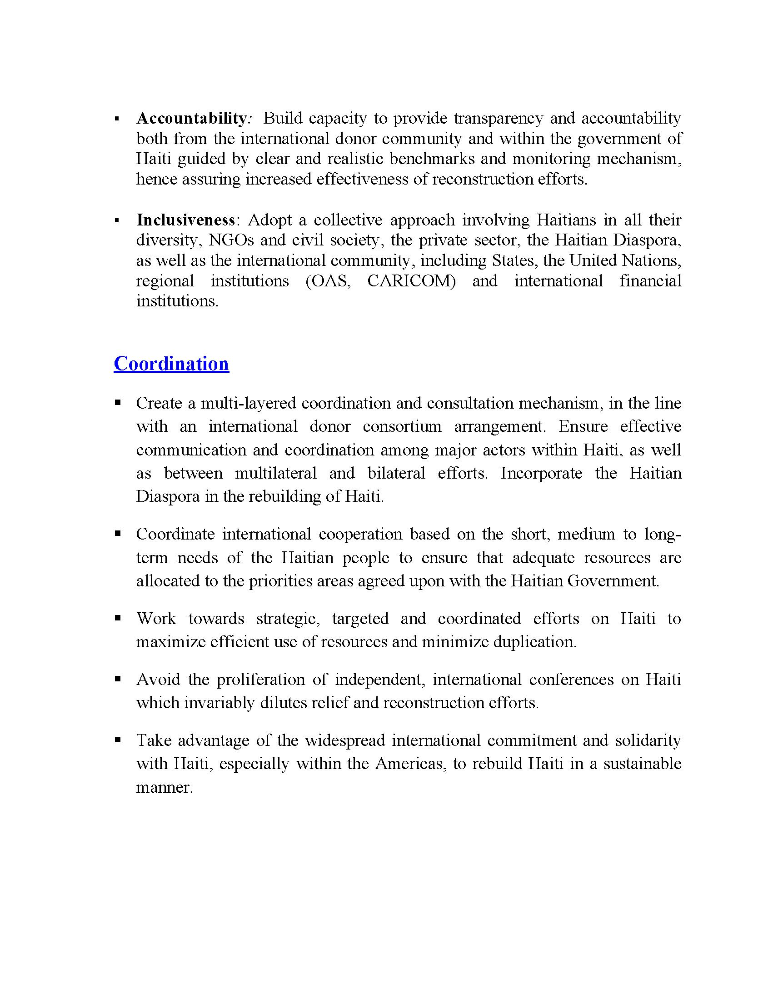 ▪ Accountability: Build capacity to provide transparency and accountability
both from the international donor community and within the government of
Haiti guided by clear and realistic benchmarks and monitoring mechanism,
hence assuring increased effectiveness of reconstruction efforts.
▪ Inclusiveness: Adopt a collective approach involving Haitians in all their
diversity, NGOs and civil society, the private sector, the Haitian Diaspora,
as well as the international community, including States, the United Nations,
regional institutions (OAS, CARICOM) and international financial
institutions.
Coordination
▪ Create a multi-layered coordination and consultation mechanism, in the line
with an international donor consortium arrangement. Ensure effective
communication and coordination among major actors within Haiti, as well
as between multilateral and bilateral efforts. Incorporate the Haitian
Diaspora in the rebuilding of Haiti.
▪ Coordinate international cooperation based on the short, medium to long-
term needs of the Haitian people to ensure that adequate resources are
allocated to the priorities areas agreed upon with the Haitian Government.
▪ Work towards strategic, targeted and coordinated efforts on Haiti to
maximize efficient use of resources and minimize duplication.
▪ Avoid the proliferation of independent, international conferences on Haiti
which invariably dilutes relief and reconstruction efforts.
▪ Take advantage of the widespread international commitment and solidarity
with Haiti, especially within the Americas, to rebuild Haiti in a sustainable
manner.